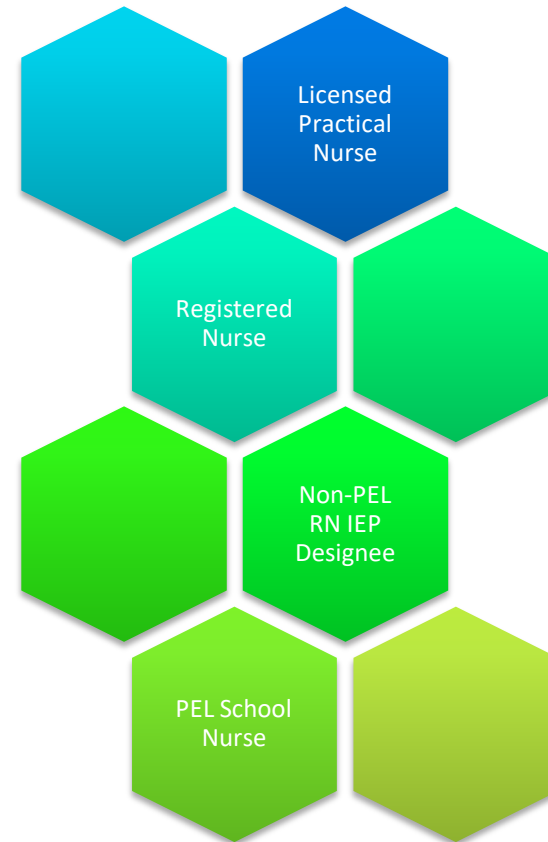 Licensed
Practical
Nurse
Registered
Nurse
Non-PEL
RN IEP
Designee
PEL School
Nurse